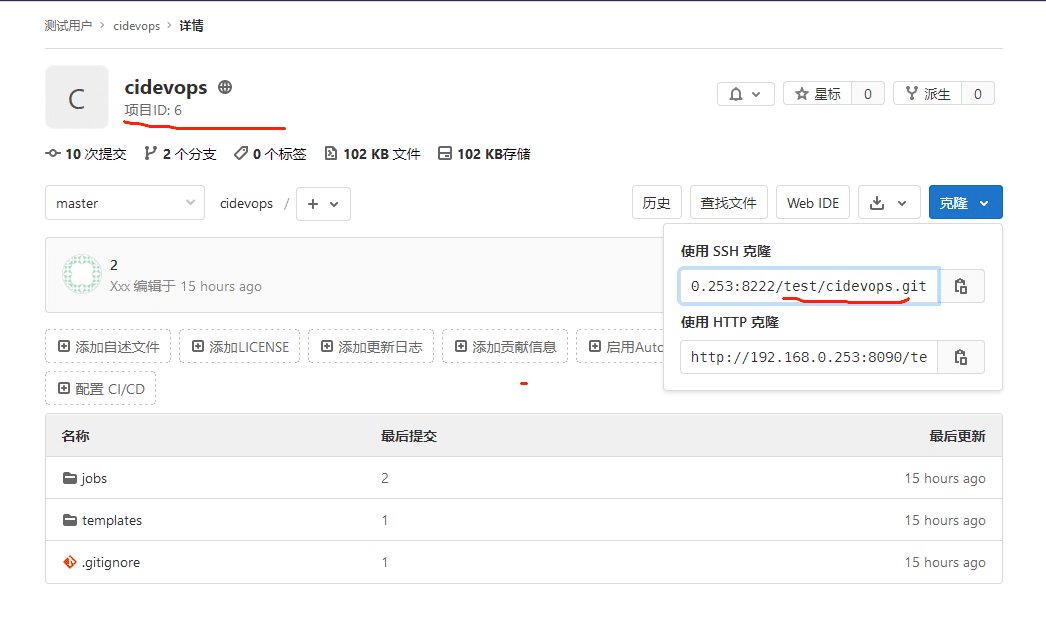 测试用户 > cidevops > 详情
C
cidevops
项目ID: 6
星标 0 派生 0
10 次提交 2 个分支 0 个标签 102 KB 文件 102 KB存储
master cidevops / + 历史 查找文件 Web IDE 克隆
使用 SSH 克隆
0.253:8222/test/cidevops.git
使用 HTTP 克隆
http://192.168.0.253:8090/te
2
Xxx 编辑于 15 hours ago
添加自述文件 添加LICENSE 添加更新日志 添加贡献信息 启用Auto
配置 CI/CD
名称 最后提交 最后更新
jobs 2 15 hours ago
templates 1 15 hours ago
.gitignore 1 15 hours ago